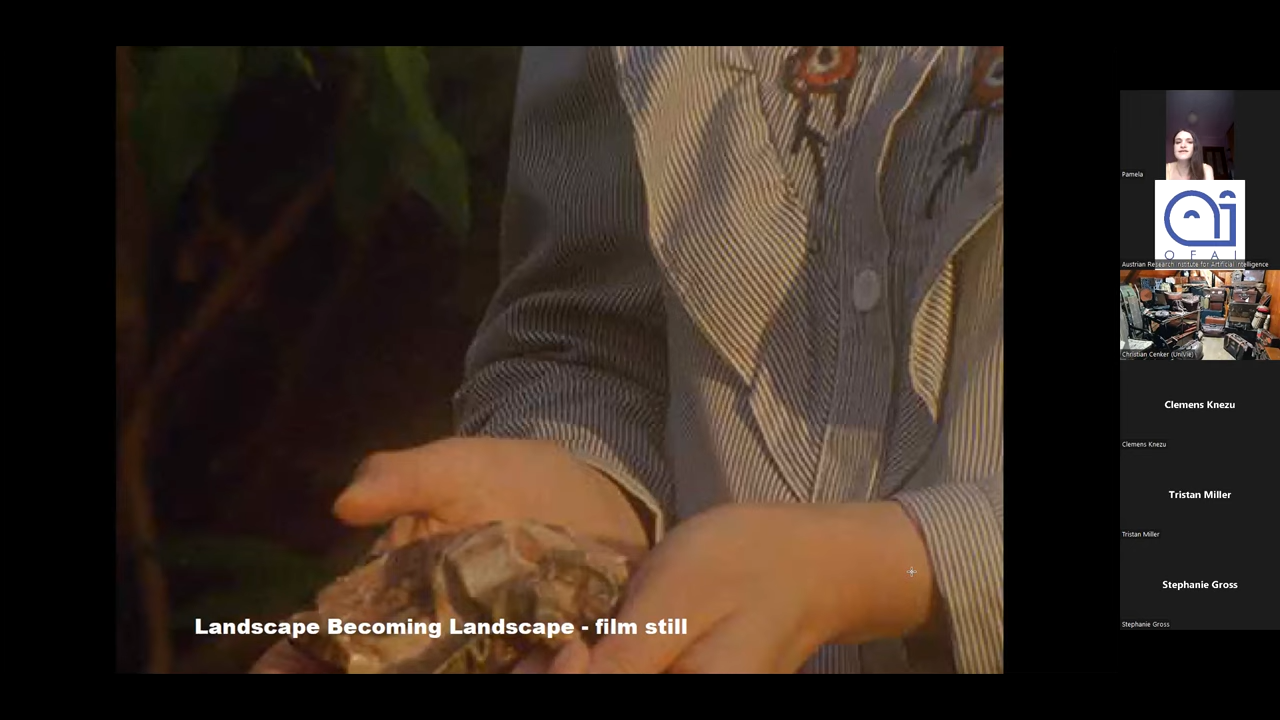 Landscape Becoming Landscape - film still
Pamela
OFAI
Austrian Research Institute for Artificial Intelligence
Christian Cenker (UniVie)
Clemens Knezu
Clemens Knezu
Tristan Miller
Tristan Miller
Stephanie Gross
Stephanie Gross